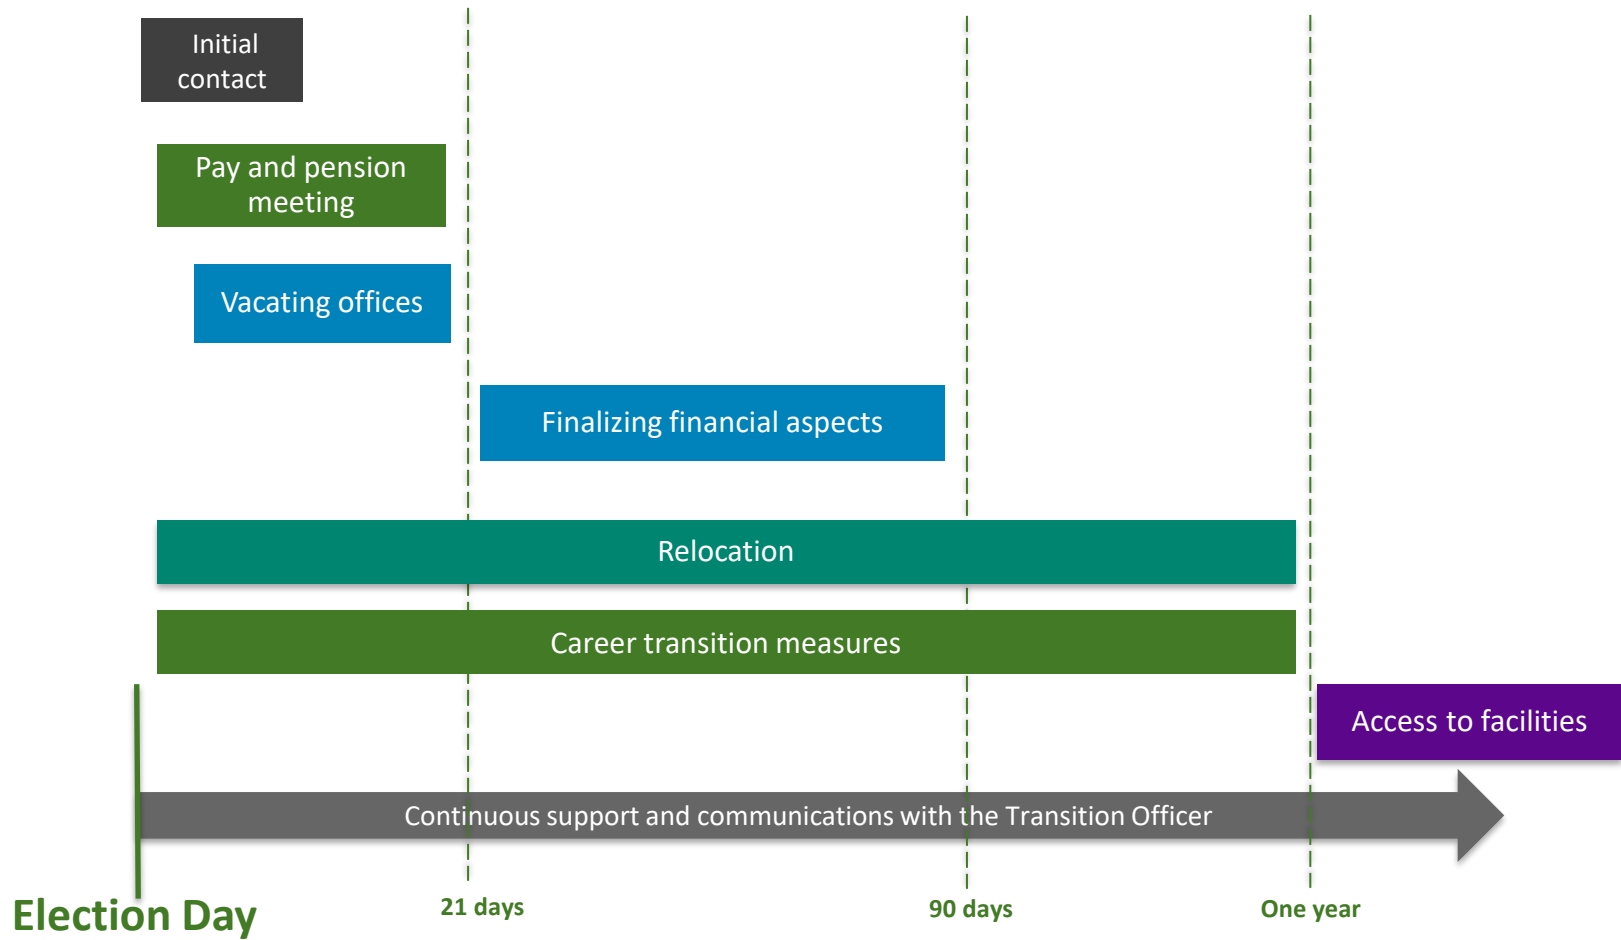 Initial
contact
Pay and pension
meeting
Vacating offices
Finalizing financial aspects
Relocation
Career transition measures
Access to facilities
Continuous support and communications with the Transition Officer
Election Day
21 days
90 days
One year